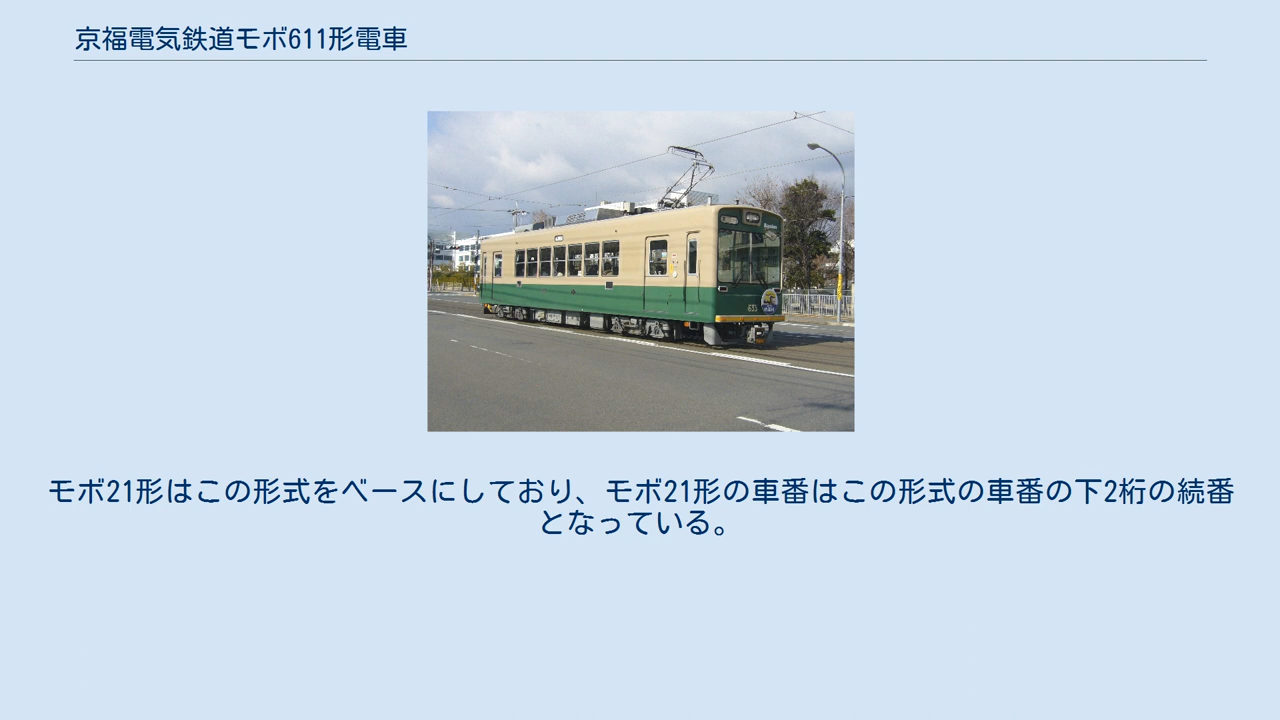 京福電気鉄道モボ611形電車
モボ21形はこの形式をベースにしており、モボ21形の車番はこの形式の車番の下2桁の続番
となっている。